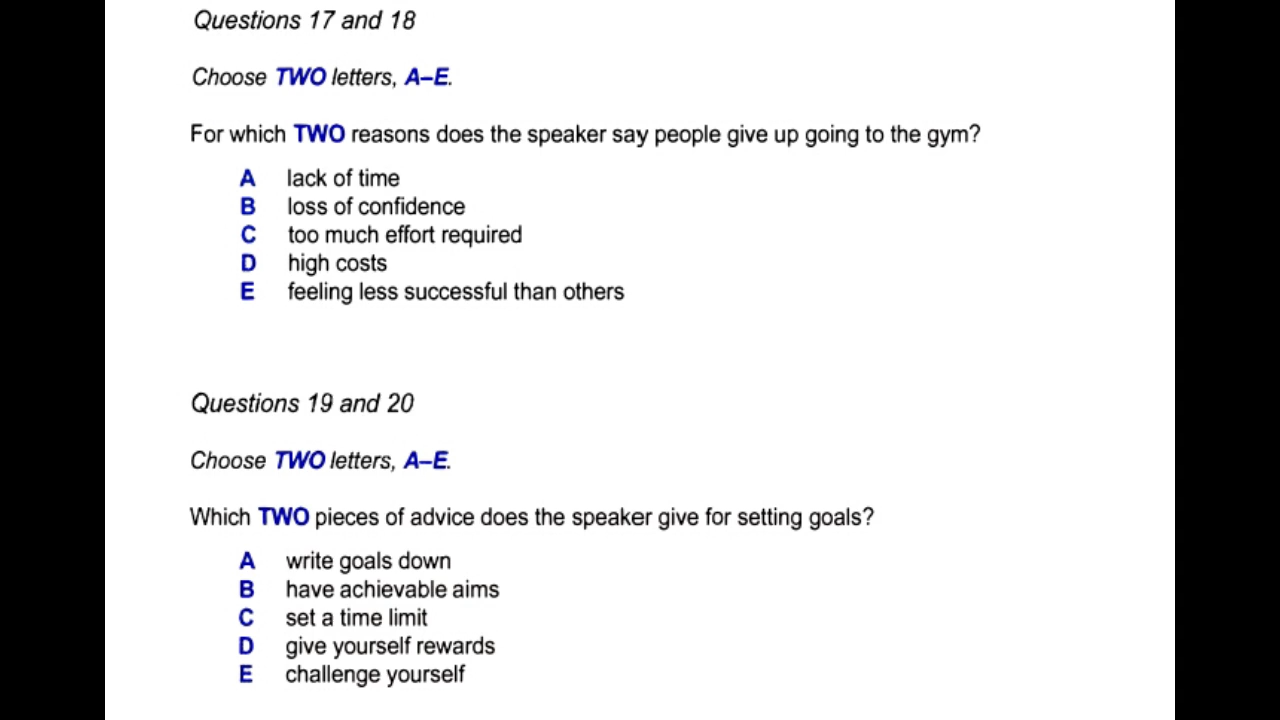 Questions 17 and 18
Choose TWO letters, A–E.
For which TWO reasons does the speaker say people give up going to the gym?
A lack of time
B loss of confidence
C too much effort required
D high costs
E feeling less successful than others
Questions 19 and 20
Choose TWO letters, A–E.
Which TWO pieces of advice does the speaker give for setting goals?
A write goals down
B have achievable aims
C set a time limit
D give yourself rewards
E challenge yourself